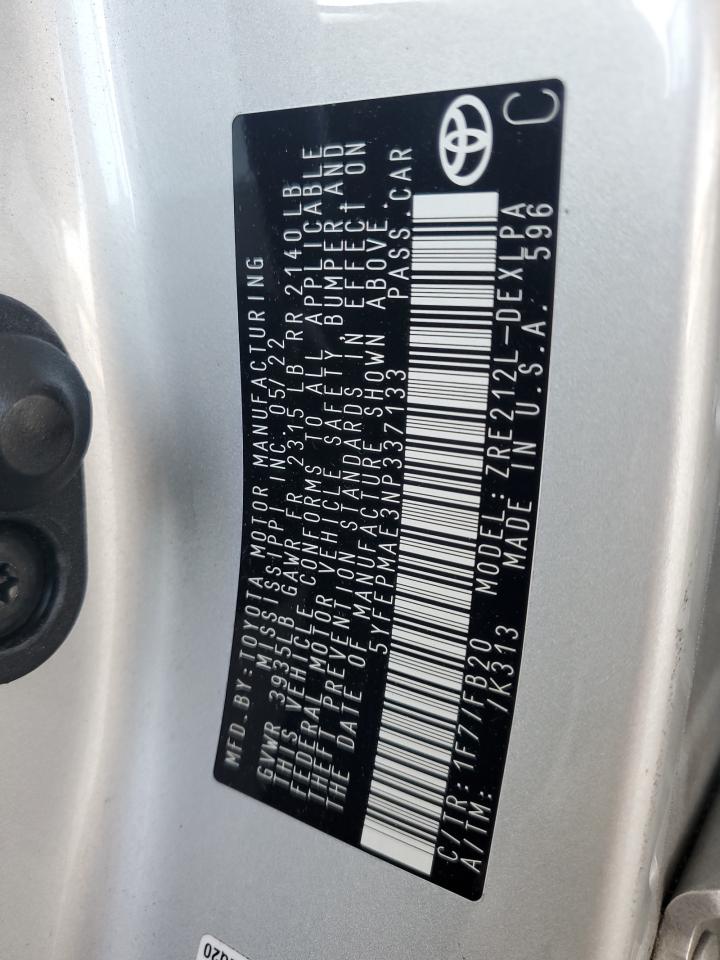 MFD.BY:TOYOTA MOTOR MANUFACTURING
MISSISSIPPI INC. 05/22
GVWR 3935LB GAWR FR 2315 LB RR 2140LB
THIS VEHICLE CONFORMS TO ALL APPLICABLE
FEDERAL MOTOR VEHICLE SAFETY, BUMPER AND
THEFT PREVENTION STANDARDS IN EFFECT ON
THE DATE OF MANUFACTURE SHOWN ABOVE.
5YFEPMAE3NP337133 PASS.CAR
C/TR:1F7/FB20 MODEL:ZRE212L-DEXLPA
A/TM: /K313 MADE IN U.S.A. 596
C